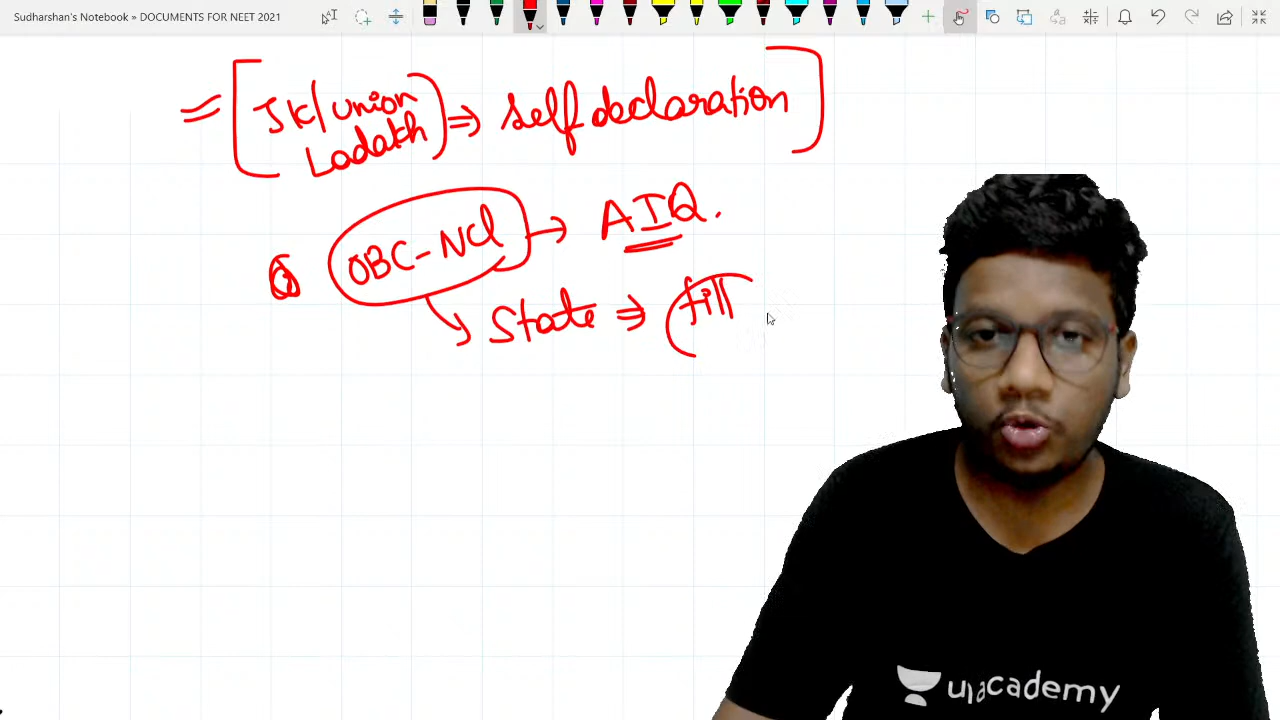 Sudharshan's Notebook » DOCUMENTS FOR NEET 2021
JK/Union ⇒ self declaration
Ladakh
OBC-NCl → AIQ.
State ⇒ (fill
unacademy